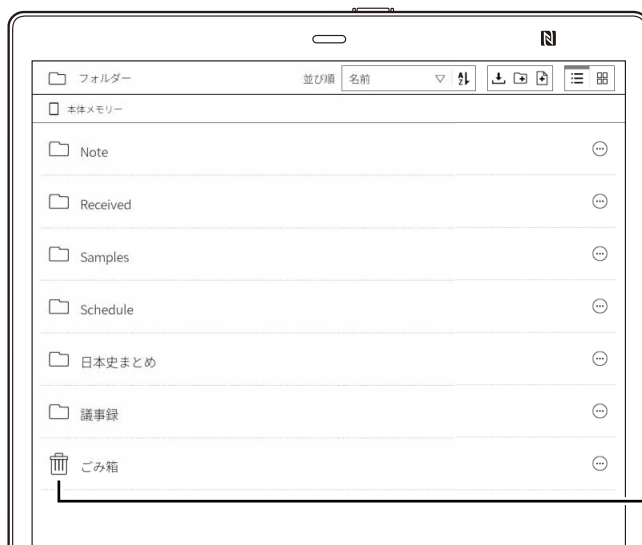 フォルダー 並び順 名前
本体メモリー
Note
Received
Samples
Schedule
日本史まとめ
議事録
ごみ箱